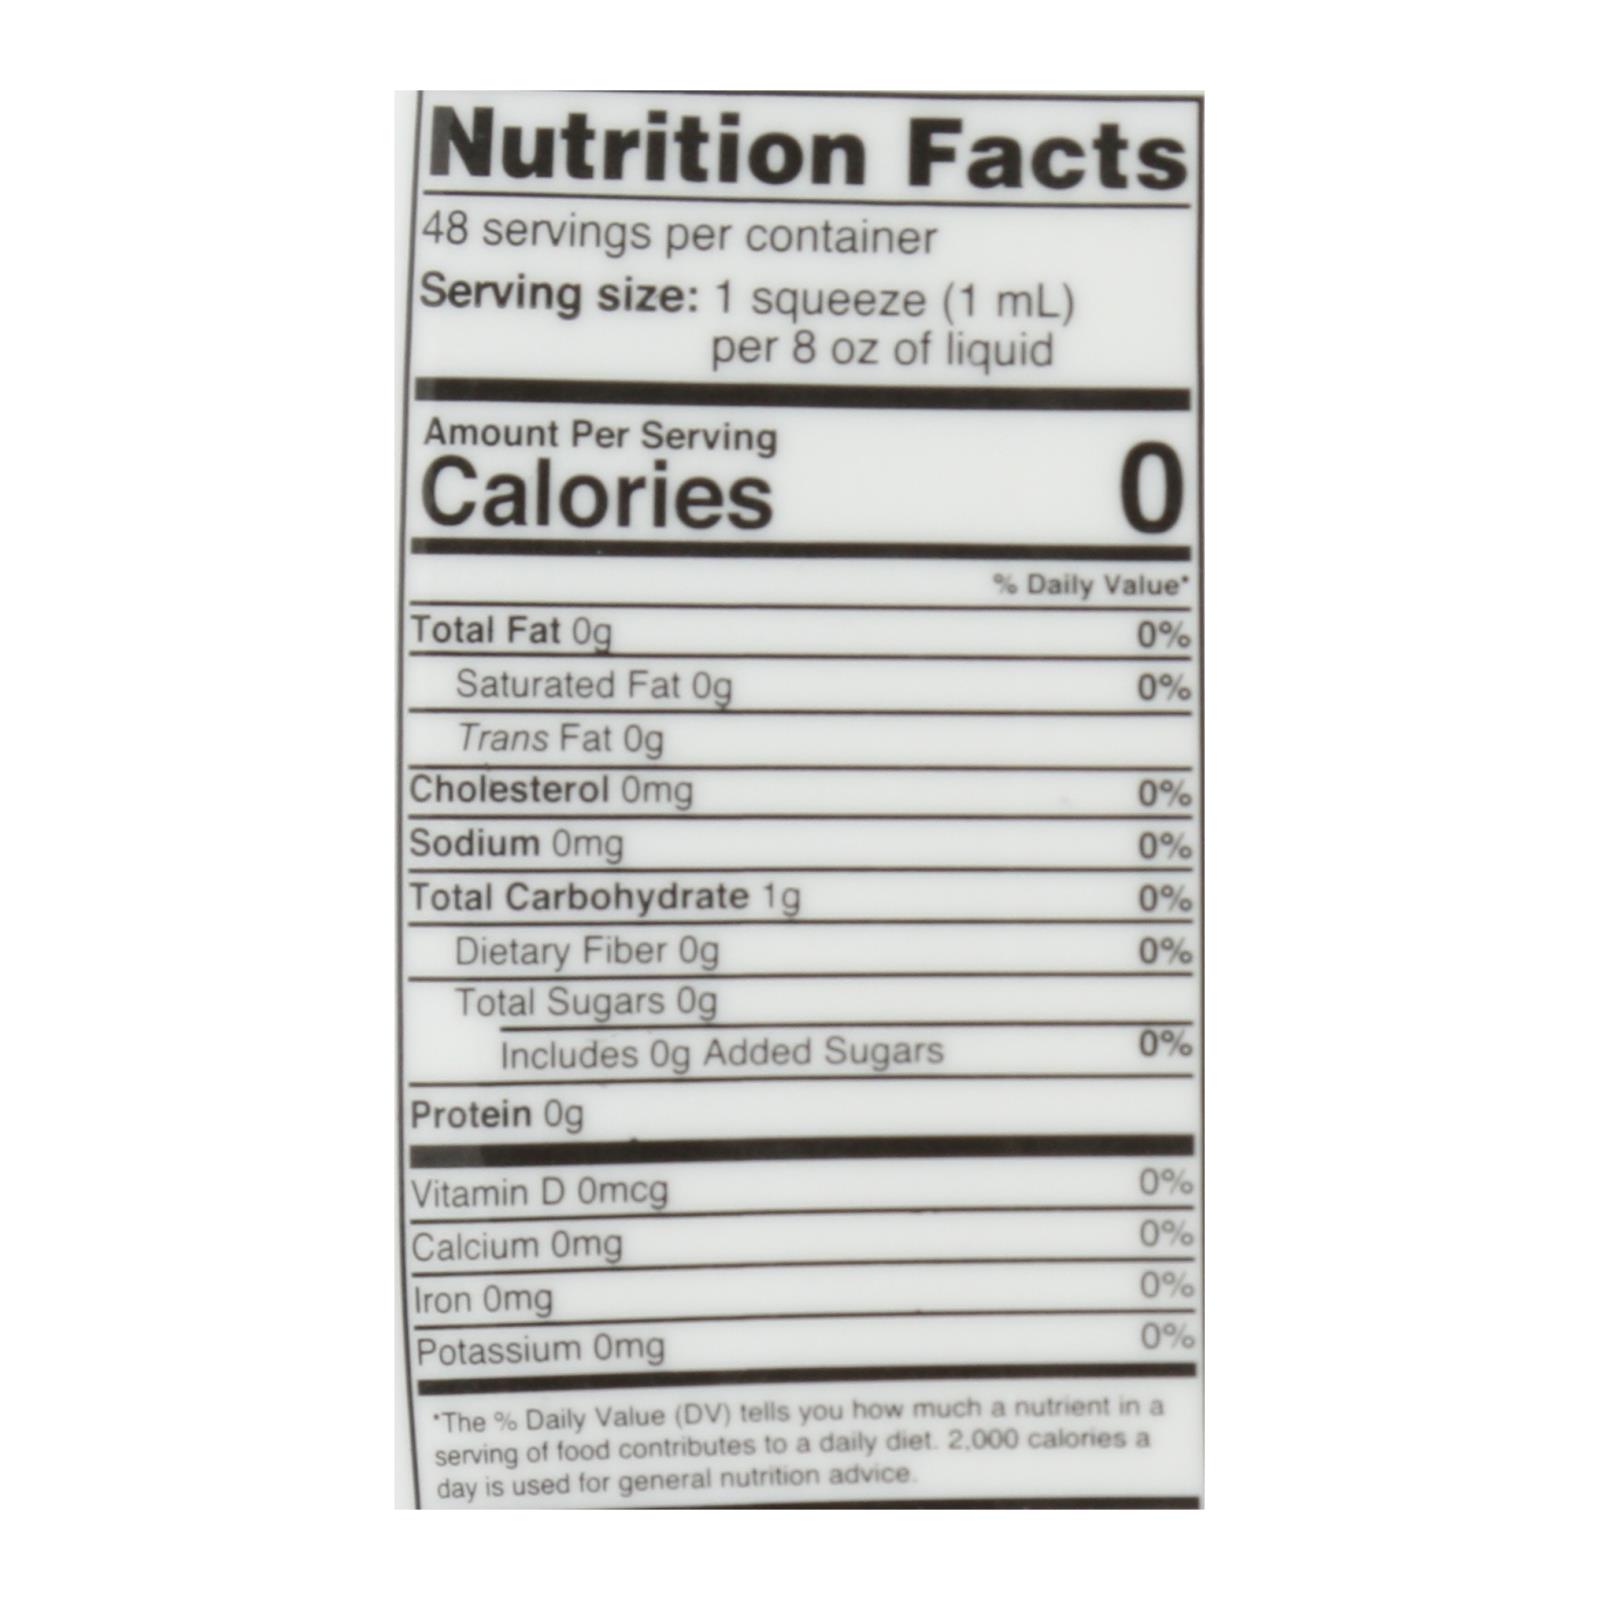 Nutrition Facts
48 servings per container
Serving size: 1 squeeze (1 mL)
per 8 oz of liquid
Amount Per Serving
Calories 0
% Daily Value*
Total Fat 0g 0%
Saturated Fat 0g 0%
Trans Fat 0g
Cholesterol 0mg 0%
Sodium 0mg 0%
Total Carbohydrate 1g 0%
Dietary Fiber 0g 0%
Total Sugars 0g
Includes 0g Added Sugars 0%
Protein 0g
Vitamin D 0mcg 0%
Calcium 0mg 0%
Iron 0mg 0%
Potassium 0mg 0%
*The % Daily Value (DV) tells you how much a nutrient in a
serving of food contributes to a daily diet. 2,000 calories a
day is used for general nutrition advice.